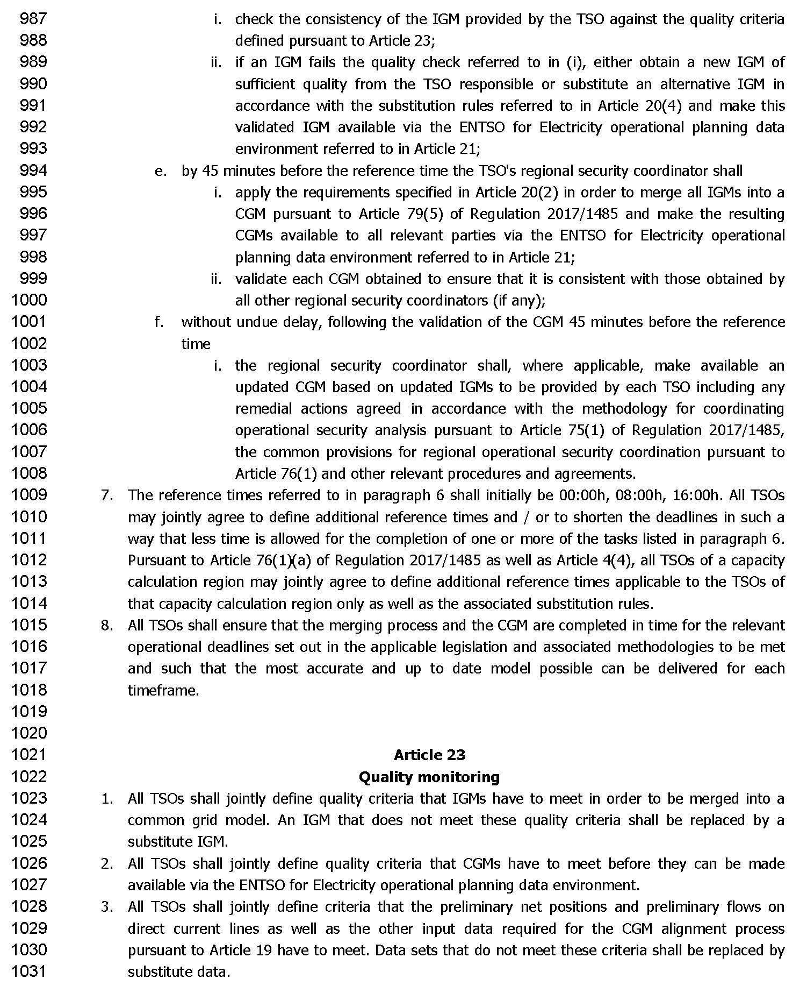 987 i. check the consistency of the IGM provided by the TSO against the quality criteria
988 defined pursuant to Article 23;
989 ii. if an IGM fails the quality check referred to in (i), either obtain a new IGM of
990 sufficient quality from the TSO responsible or substitute an alternative IGM in
991 accordance with the substitution rules referred to in Article 20(4) and make this
992 validated IGM available via the ENTSO for Electricity operational planning data
993 environment referred to in Article 21;
994 e. by 45 minutes before the reference time the TSO's regional security coordinator shall
995 i. apply the requirements specified in Article 20(2) in order to merge all IGMs into a
996 CGM pursuant to Article 79(5) of Regulation 2017/1485 and make the resulting
997 CGMs available to all relevant parties via the ENTSO for Electricity operational
998 planning data environment referred to in Article 21;
999 ii. validate each CGM obtained to ensure that it is consistent with those obtained by
1000 all other regional security coordinators (if any);
1001 f. without undue delay, following the validation of the CGM 45 minutes before the reference
1002 time
1003 i. the regional security coordinator shall, where applicable, make available an
1004 updated CGM based on updated IGMs to be provided by each TSO including any
1005 remedial actions agreed in accordance with the methodology for coordinating
1006 operational security analysis pursuant to Article 75(1) of Regulation 2017/1485,
1007 the common provisions for regional operational security coordination pursuant to
1008 Article 76(1) and other relevant procedures and agreements.
1009 7. The reference times referred to in paragraph 6 shall initially be 00:00h, 08:00h, 16:00h. All TSOs
1010 may jointly agree to define additional reference times and / or to shorten the deadlines in such a
1011 way that less time is allowed for the completion of one or more of the tasks listed in paragraph 6.
1012 Pursuant to Article 76(1)(a) of Regulation 2017/1485 as well as Article 4(4), all TSOs of a capacity
1013 calculation region may jointly agree to define additional reference times applicable to the TSOs of
1014 that capacity calculation region only as well as the associated substitution rules.
1015 8. All TSOs shall ensure that the merging process and the CGM are completed in time for the relevant
1016 operational deadlines set out in the applicable legislation and associated methodologies to be met
1017 and such that the most accurate and up to date model possible can be delivered for each
1018 timeframe.
1019
1020
1021 Article 23
1022 Quality monitoring
1023 1. All TSOs shall jointly define quality criteria that IGMs have to meet in order to be merged into a
1024 common grid model. An IGM that does not meet these quality criteria shall be replaced by a
1025 substitute IGM.
1026 2. All TSOs shall jointly define quality criteria that CGMs have to meet before they can be made
1027 available via the ENTSO for Electricity operational planning data environment.
1028 3. All TSOs shall jointly define criteria that the preliminary net positions and preliminary flows on
1029 direct current lines as well as the other input data required for the CGM alignment process
1030 pursuant to Article 19 have to meet. Data sets that do not meet these criteria shall be replaced by
1031 substitute data.